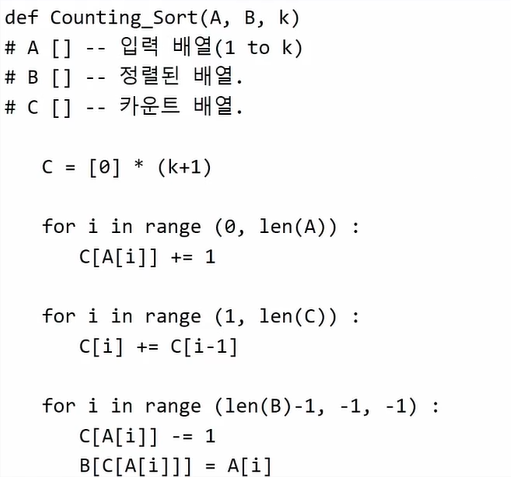 def Counting_Sort(A, B, k)
# A [] -- 입력 배열(1 to k)
# B [] -- 정렬된 배열.
# C [] -- 카운트 배열.
C = [0] * (k+1)
for i in range (0, len(A)) :
C[A[i]] += 1
for i in range (1, len(C)) :
C[i] += C[i-1]
for i in range (len(B)-1, -1, -1) :
C[A[i]] -= 1
B[C[A[i]]] = A[i]